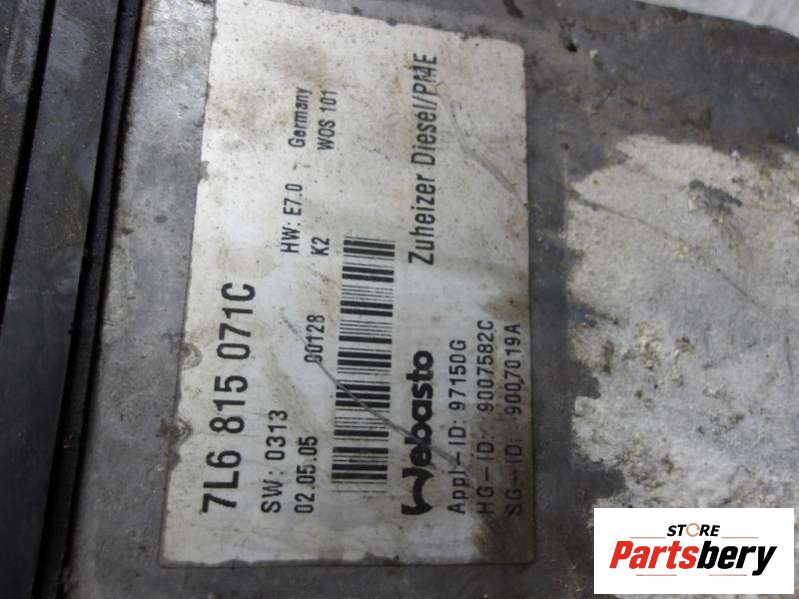 7L6 815 071C
SW: 0313 HW: E7.0 Germany
02.05.05 00128 K2 WOS 101
Webasto Zuheizer Diesel/PME
Appl-ID: 97150G
HG-ID: 9007582C
SG-ID: 9007019A
STORE
Partsbery